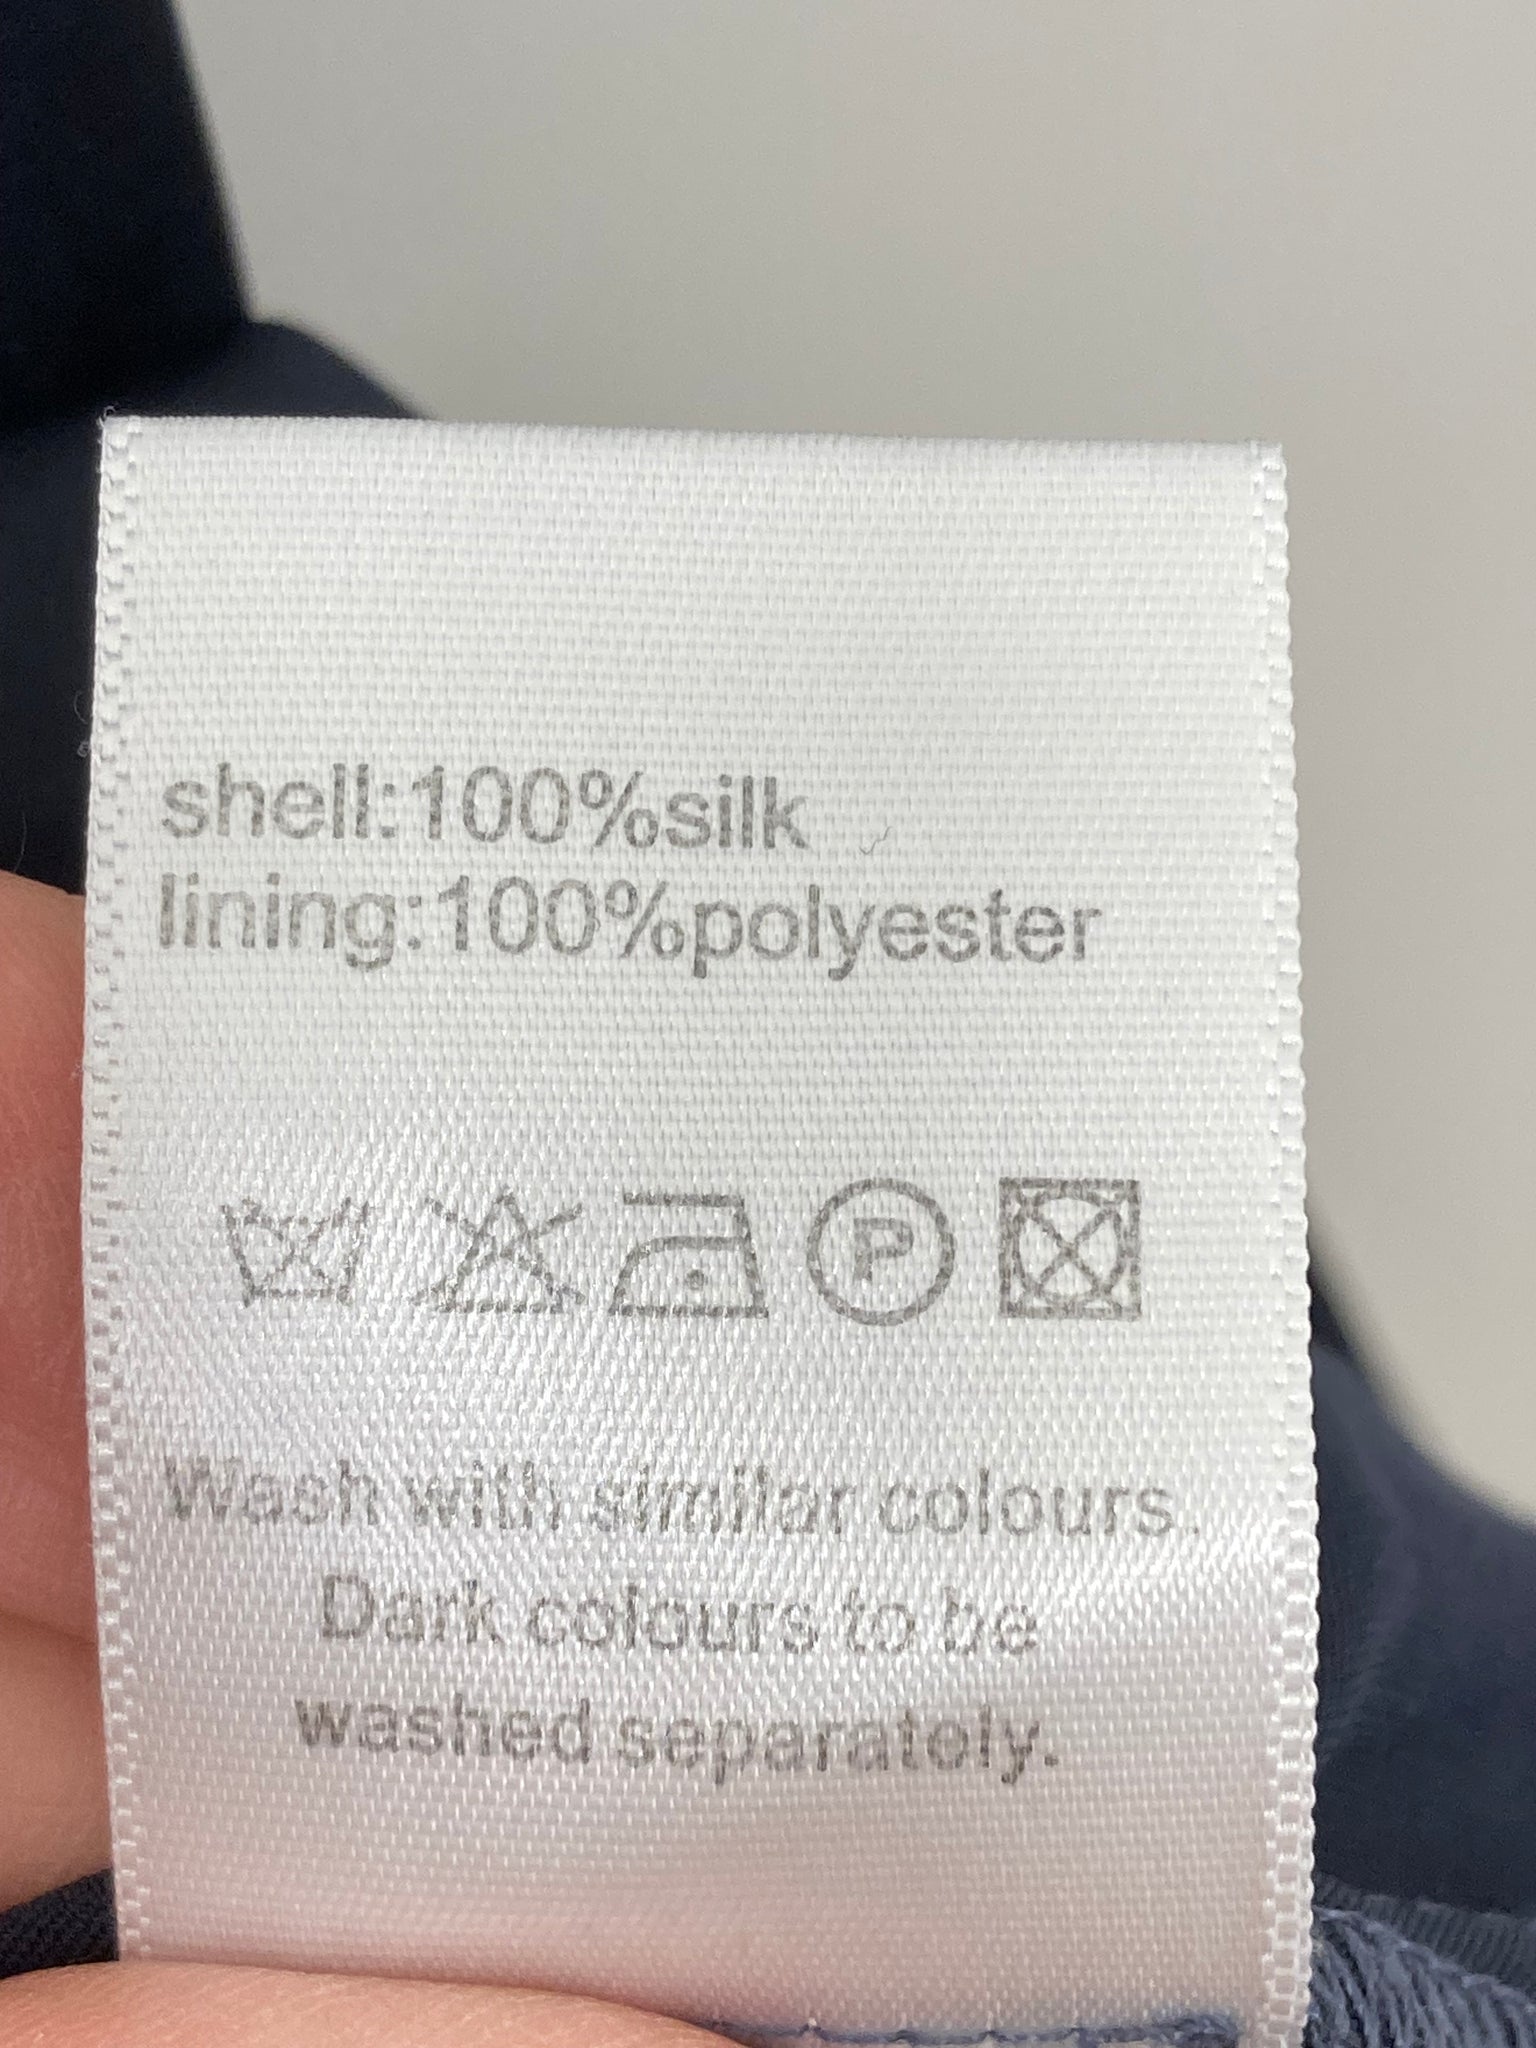 shell:100%silk
lining:100%polyester
P
Wash with similar colours.
Dark colours to be
washed separately.